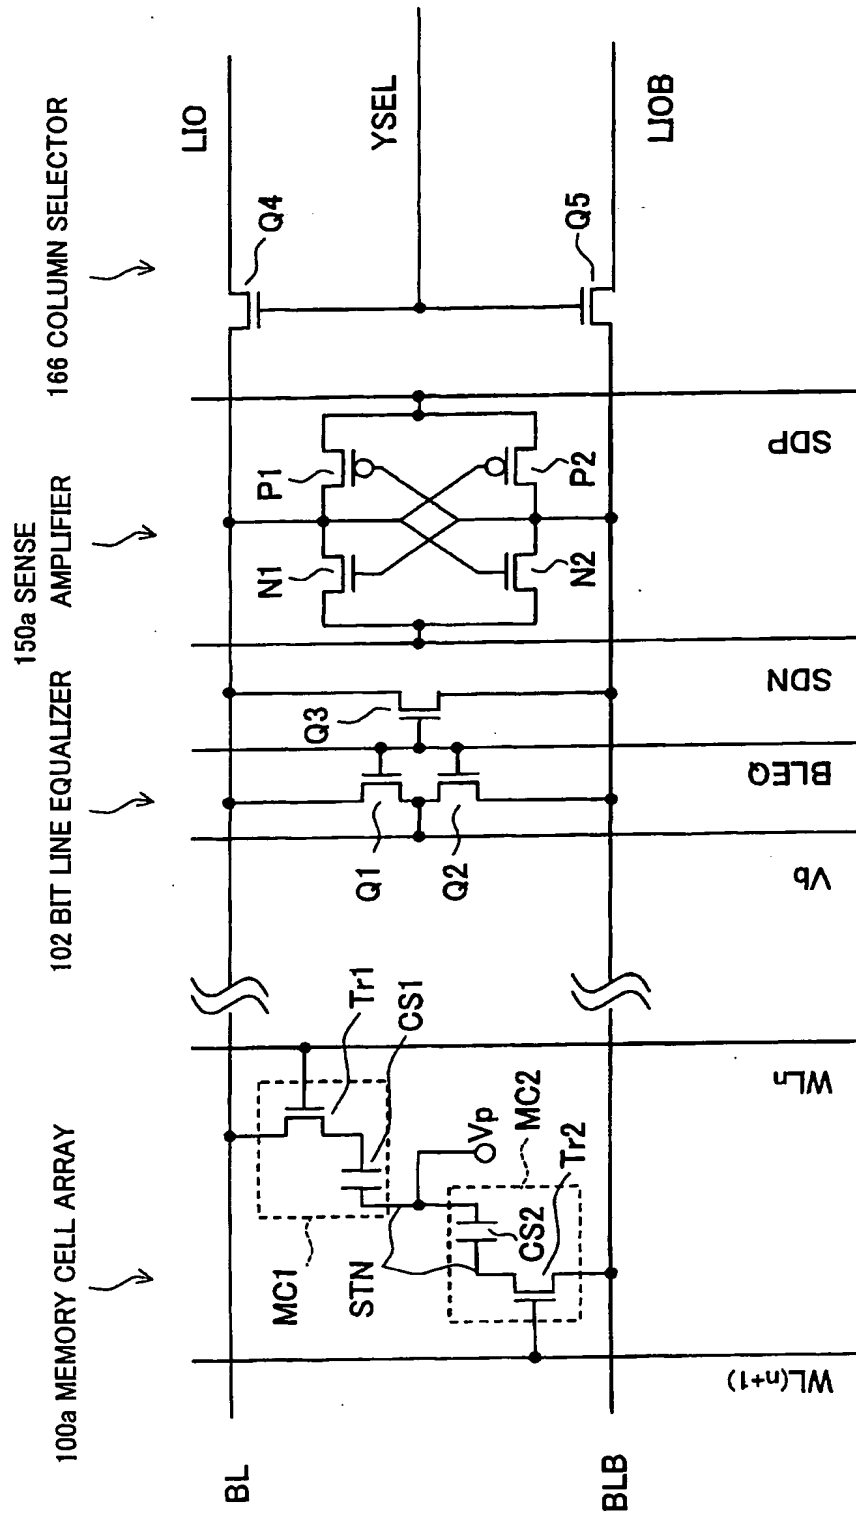 100a MEMORY CELL ARRAY
102 BIT LINE EQUALIZER
150a SENSE
AMPLIFIER
166 COLUMN SELECTOR
BL
LIO
MC1
Tr1
CS1
STN
Vp
MC2
CS2
Tr2
Q1
Q2
Q3
N1
P1
N2
P2
Q4
YSEL
Q5
BLB
LIOB
WL(n+1)
WLn
Vb
BLEQ
SDN
SDP